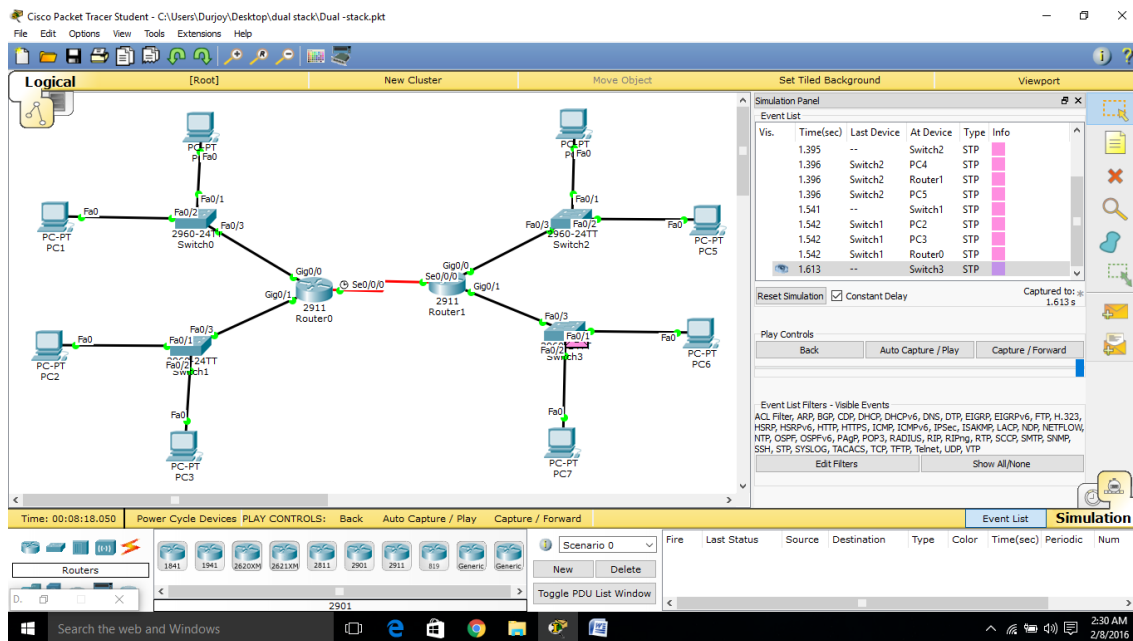 Cisco Packet Tracer Student - C:\Users\Durjoy\Desktop\dual stack\Dual -stack.pkt
File Edit Options View Tools Extensions Help
Logical [Root] New Cluster Move Object Set Tiled Background Viewport
PC-PT
Fa0
Fa0/1
Fa0/2
Fa0/3
2960-24TT
Switch0
Fa0
PC-PT
PC1
Gig0/0
Gig0/1
Se0/0/0
2911
Router0
Fa0
PC-PT
PC2
Fa0/3
Fa0/1
Fa0/2
Switch1
Fa0
PC-PT
PC3
PC-PT
Fa0
Fa0/1
Fa0/3
Fa0/2
2960-24TT
Switch2
Fa0
PC-PT
PC5
Gig0/0
Se0/0/0
Gig0/1
2911
Router1
Fa0/3
Fa0/1
Fa0/2
Switch3
Fa0
PC-PT
PC6
Fa0
PC-PT
PC7
Simulation Panel
Event List
Vis. Time(sec) Last Device At Device Type Info
1.395 -- Switch2 STP
1.396 Switch2 PC4 STP
1.396 Switch2 Router1 STP
1.396 Switch2 PC5 STP
1.541 -- Switch1 STP
1.542 Switch1 PC2 STP
1.542 Switch1 PC3 STP
1.542 Switch1 Router0 STP
1.613 -- Switch3 STP
Reset Simulation Constant Delay Captured to: *
1.613 s
Play Controls
Back Auto Capture / Play Capture / Forward
Event List Filters - Visible Events
ACL Filter, ARP, BGP, CDP, DHCP, DHCPv6, DNS, DTP, EIGRP, EIGRPv6, FTP, H.323,
HSRP, HSRPv6, HTTP, HTTPS, ICMP, ICMPv6, IPSec, ISAKMP, LACP, NDP, NETFLOW,
NTP, OSPF, OSPFv6, PAgP, POP3, RADIUS, RIP, RIPng, RTP, SCCP, SMTP, SNMP,
SSH, STP, SYSLOG, TACACS, TCP, TFTP, Telnet, UDP, VTP
Edit Filters Show All/None
Time: 00:08:18.050 Power Cycle Devices PLAY CONTROLS: Back Auto Capture / Play Capture / Forward Event List Simulation
Routers
1841 1941 2620XM 2621XM 2811 2901 2911 819 Generic Generic
2901
D.
Scenario 0
New Delete
Toggle PDU List Window
Fire Last Status Source Destination Type Color Time(sec) Periodic Num
Search the web and Windows
2:30 AM
2/8/2016